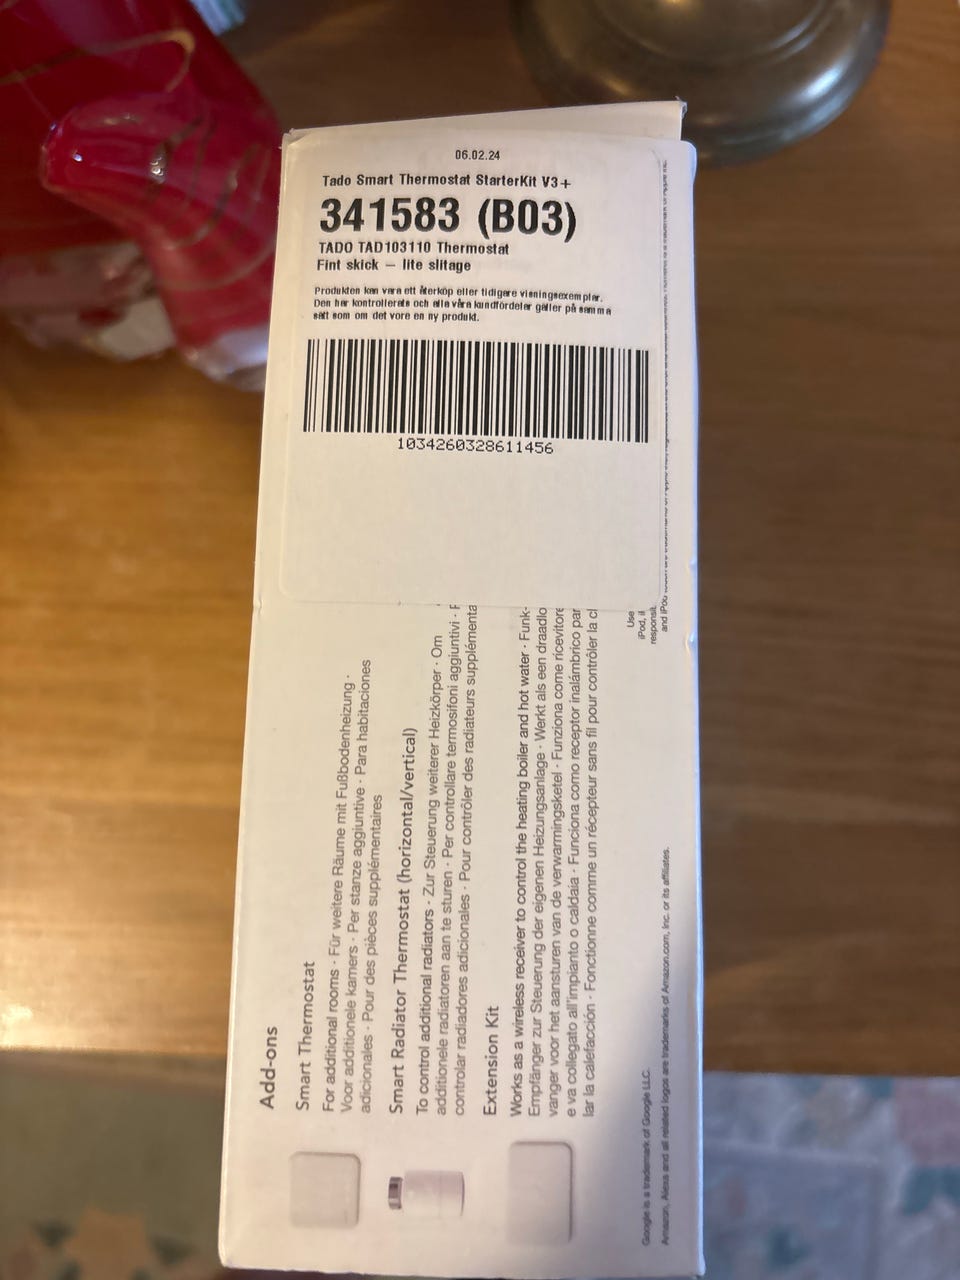 06.02.24
Tado Smart Thermostat StarterKit V3+
341583 (B03)
TADO TAD103110 Thermostat
Fint skick – lite slitage
Produkten kan vara ett återköp eller tidigare visningsexemplar.
Den har kontrollerats och alla våra kundfördelar gäller på samma
sätt som om det vore en ny produkt.
1034260328611456
Add-ons
Smart Thermostat
For additional rooms · Für weitere Räume mit Fußbodenheizung ·
Voor additionele kamers · Per stanze aggiuntive · Para habitaciones
adicionales · Pour des pièces supplémentaires
Smart Radiator Thermostat (horizontal/vertical)
To control additional radiators · Zur Steuerung weiterer Heizkörper · Om
additionele radiatoren aan te sturen · Per controllare termosifoni aggiuntivi ·
controlar radiadores adicionales · Pour contrôler des radiateurs supplémenta
Extension Kit
Works as a wireless receiver to control the heating boiler and hot water · Funk-
Empfänger zur Steuerung der eigenen Heizungsanlage · Werkt als een draadlo
vanger voor het aansturen van de verwarmingsketel · Funziona come ricevitore
e va collegato all'impianto o caldaia · Funciona como receptor inalámbrico par
lar la calefacción · Fonctionne comme un récepteur sans fil pour contrôler la c
Use
iPod, i
responsit
and iPod
Google is a trademark of Google LLC.
Amazon, Alexa and all related logos are trademarks of Amazon.com, Inc. or its affiliates.